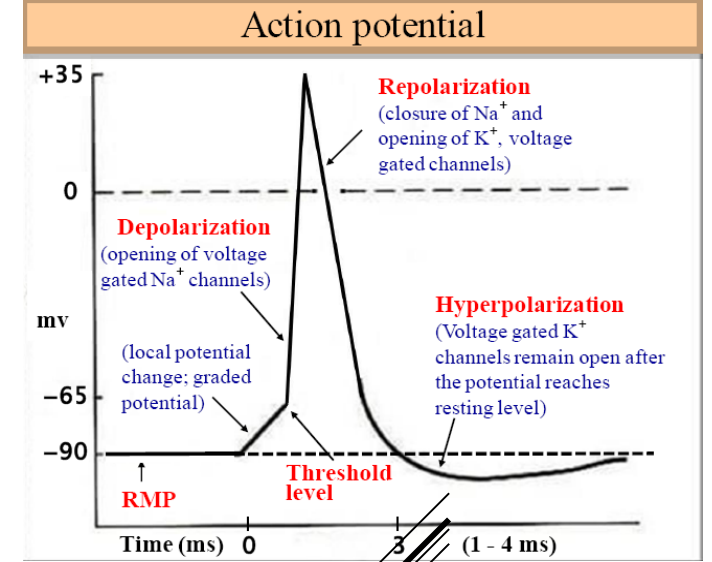 Action potential
+35
Repolarization
(closure of Na⁺ and
opening of K⁺, voltage
gated channels)
0
Depolarization
(opening of voltage
gated Na⁺ channels)
mv
Hyperpolarization
(Voltage gated K⁺
channels remain open after
the potential reaches
resting level)
(local potential
change; graded
potential)
−65
−90
Threshold
level
RMP
Time (ms) 0 3 (1 - 4 ms)